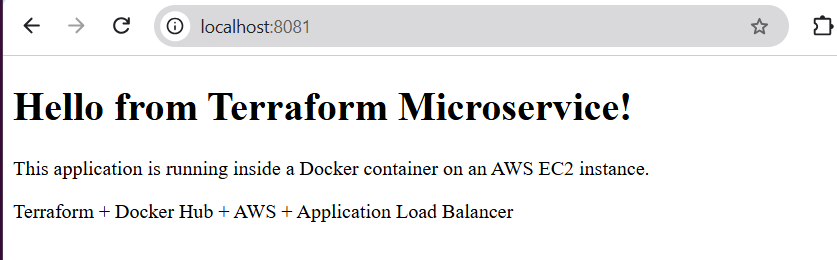 localhost:8081
Hello from Terraform Microservice!
This application is running inside a Docker container on an AWS EC2 instance.
Terraform + Docker Hub + AWS + Application Load Balancer